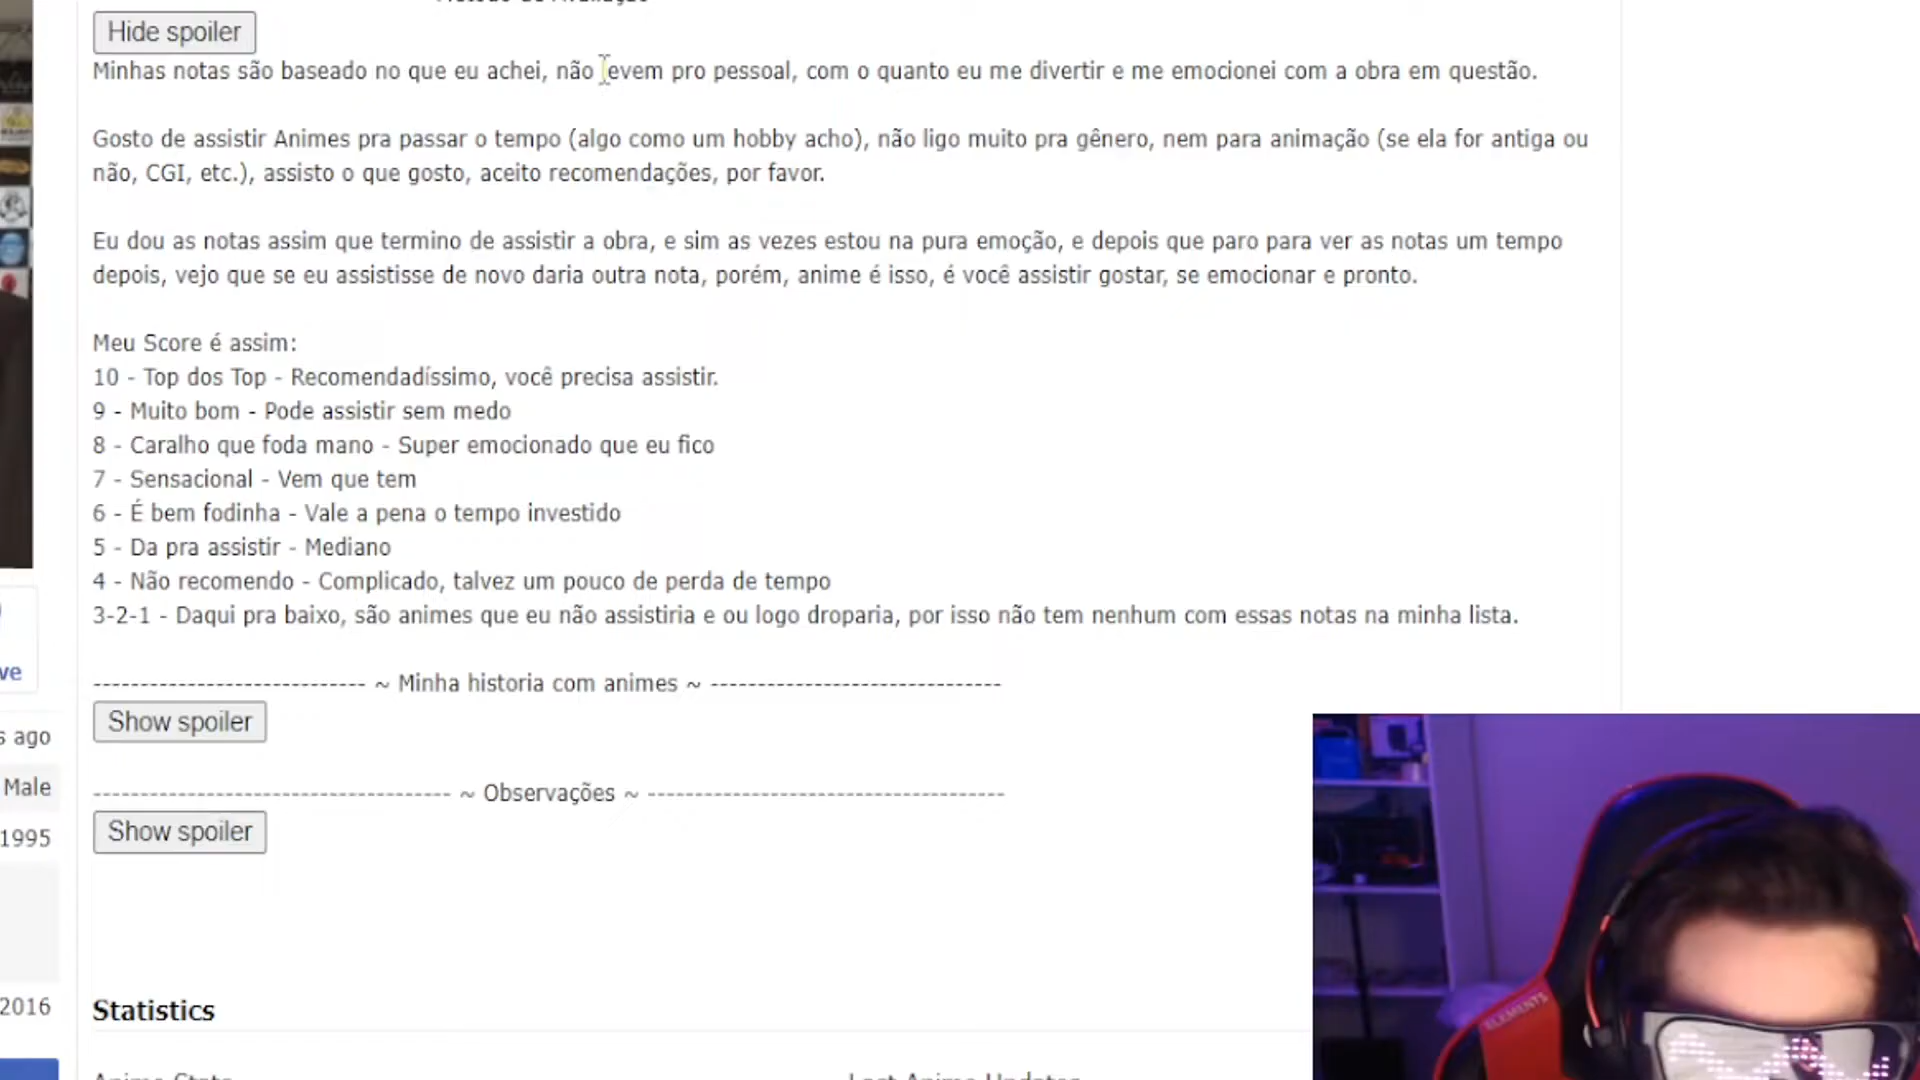 Hide spoiler
Minhas notas são baseado no que eu achei, não levem pro pessoal, com o quanto eu me divertir e me emocionei com a obra em questão.
Gosto de assistir Animes pra passar o tempo (algo como um hobby acho), não ligo muito pra gênero, nem para animação (se ela for antiga ou
não, CGI, etc.), assisto o que gosto, aceito recomendações, por favor.
Eu dou as notas assim que termino de assistir a obra, e sim as vezes estou na pura emoção, e depois que paro para ver as notas um tempo
depois, vejo que se eu assistisse de novo daria outra nota, porém, anime é isso, é você assistir gostar, se emocionar e pronto.
Meu Score é assim:
10 - Top dos Top - Recomendadíssimo, você precisa assistir.
9 - Muito bom - Pode assistir sem medo
8 - Caralho que foda mano - Super emocionado que eu fico
7 - Sensacional - Vem que tem
6 - É bem fodinha - Vale a pena o tempo investido
5 - Da pra assistir - Mediano
4 - Não recomendo - Complicado, talvez um pouco de perda de tempo
3-2-1 - Daqui pra baixo, são animes que eu não assistiria e ou logo droparia, por isso não tem nenhum com essas notas na minha lista.
----------------------------- ~ Minha historia com animes ~ -------------------------------
Show spoiler
-------------------------------------- ~ Observações ~ --------------------------------------
Show spoiler
ve
s ago
Male
1995
2016
Statistics
ELEMENTS